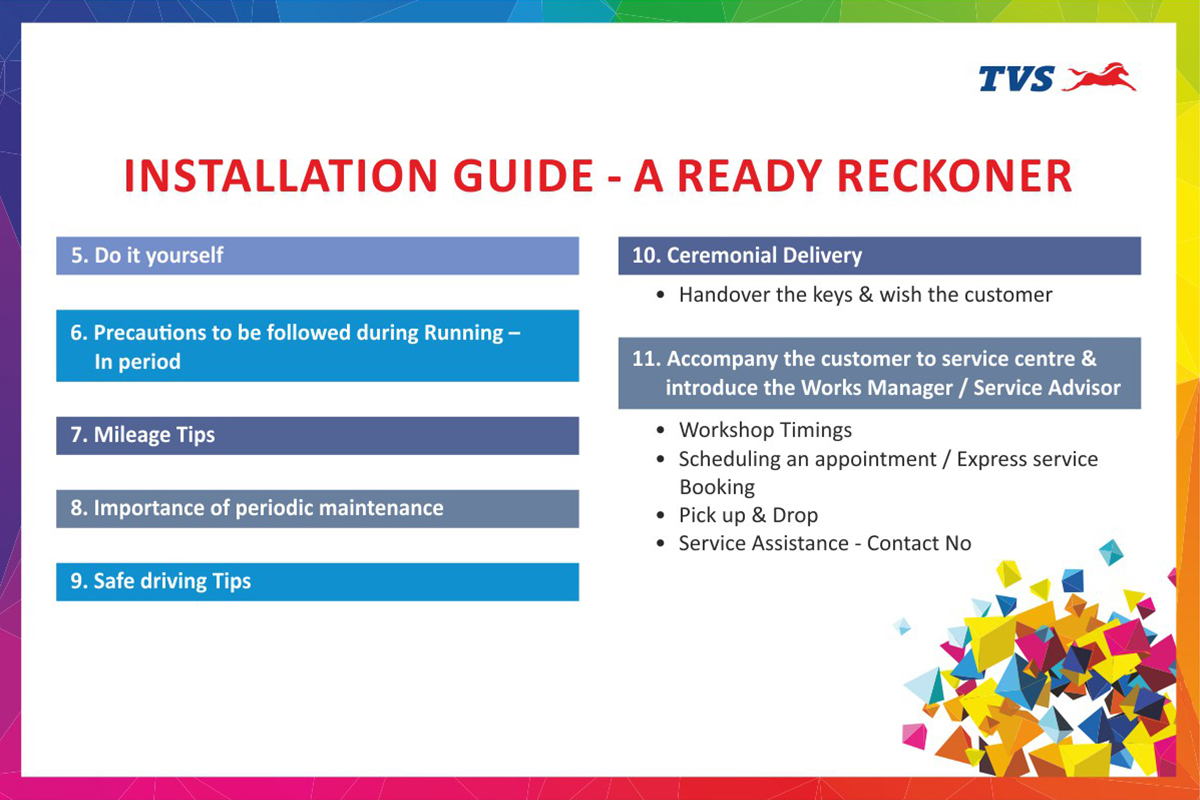 TVS
INSTALLATION GUIDE - A READY RECKONER
5. Do it yourself
6. Precautions to be followed during Running –
In period
7. Mileage Tips
8. Importance of periodic maintenance
9. Safe driving Tips
10. Ceremonial Delivery
• Handover the keys & wish the customer
11. Accompany the customer to service centre &
introduce the Works Manager / Service Advisor
• Workshop Timings
• Scheduling an appointment / Express service
Booking
• Pick up & Drop
• Service Assistance - Contact No